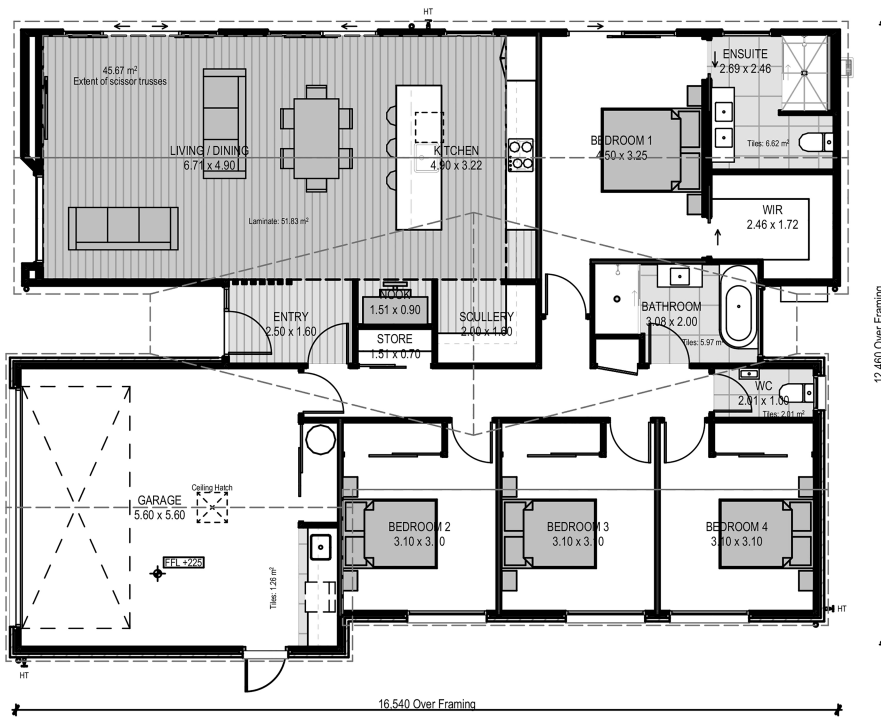 HT
45.67 m²
Extent of scissor trusses
ENSUITE
2.69 x 2.46
LIVING / DINING
6.71 x 4.90
KITCHEN
4.90 x 3.22
BEDROOM 1
4.50 x 3.25
Tiles: 6.62 m²
Laminate: 51.83 m²
WIR
2.46 x 1.72
NOOK
1.51 x 0.90
ENTRY
2.50 x 1.60
SCULLERY
2.00 x 1.60
BATHROOM
3.08 x 2.00
Tiles: 5.97 m²
STORE
1.51 x 0.70
12,460 Over Framing
WC
2.01 x 1.00
Tiles: 2.01 m²
Ceiling Hatch
GARAGE
5.60 x 5.60
BEDROOM 2
3.10 x 3.10
BEDROOM 3
3.10 x 3.10
BEDROOM 4
3.10 x 3.10
FFL +225
Tiles: 1.26 m²
HT
HT
16,540 Over Framing